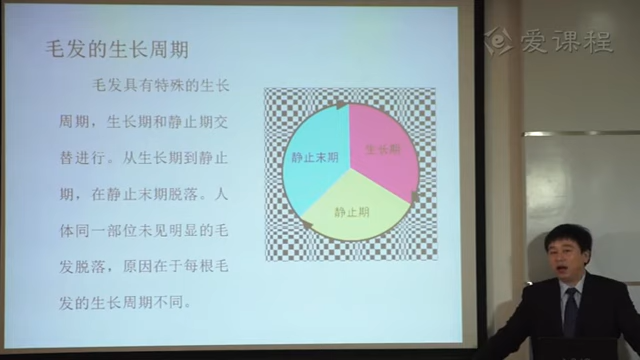 爱课程
毛发的生长周期
毛发具有特殊的生长
周期，生长期和静止期交
替进行。从生长期到静止
期，在静止末期脱落。人
体同一部位未见明显的毛
发脱落，原因在于每根毛
发的生长周期不同。
静止末期
生长期
静止期